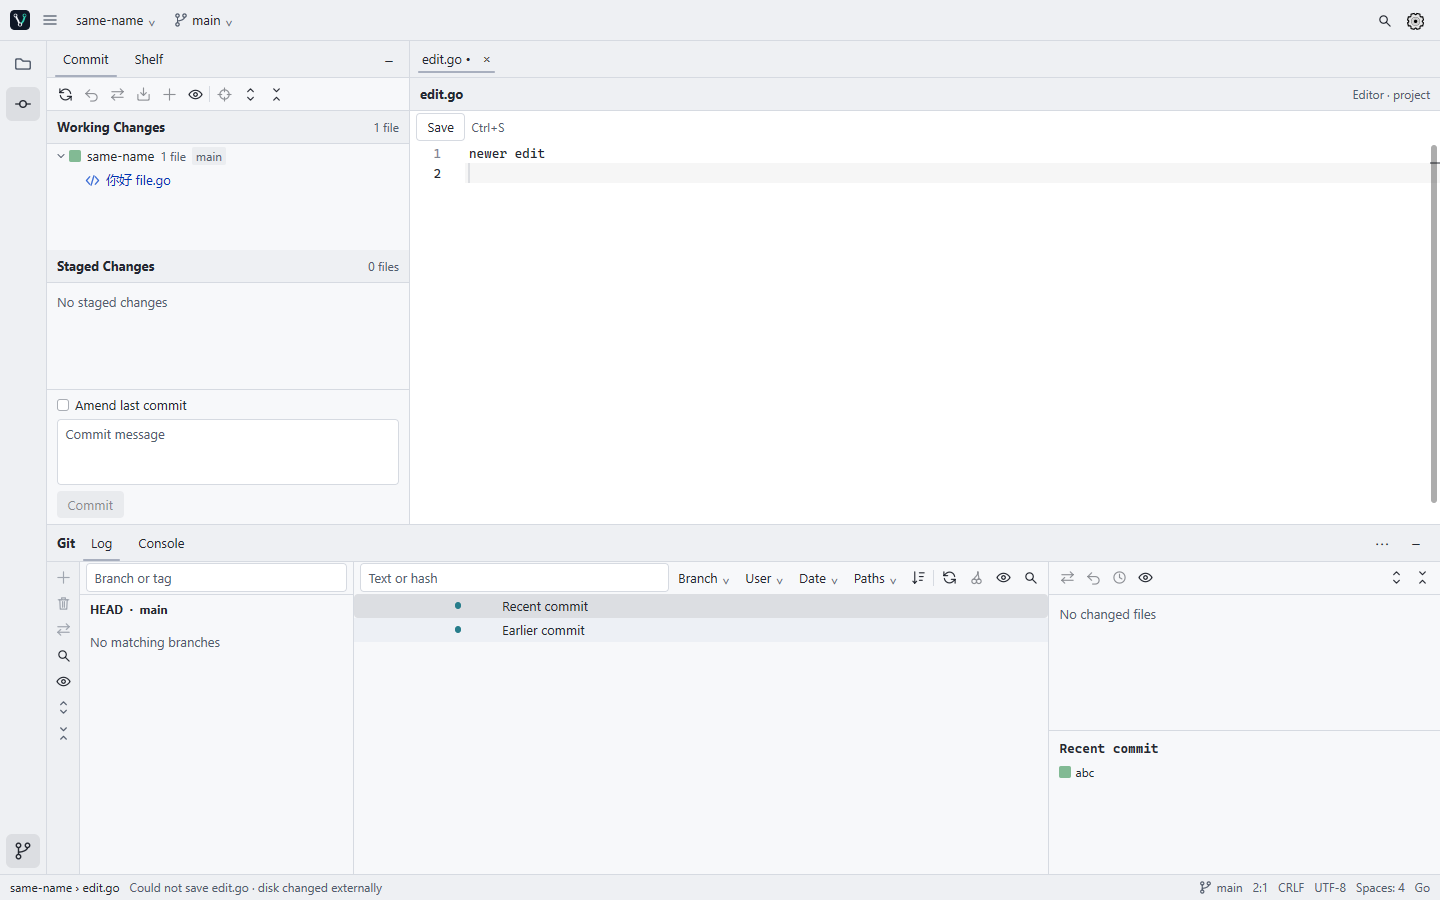 same-name
main
Commit
Shelf
edit.go •
edit.go
Editor · project
Working Changes
1 file
Save
Ctrl+S
same-name 1 file main
你好 file.go
1 newer edit
2
Staged Changes
0 files
No staged changes
Amend last commit
Commit message
Commit
Git
Log
Console
Branch or tag
Text or hash
Branch
User
Date
Paths
HEAD · main
No matching branches
Recent commit
Earlier commit
No changed files
Recent commit
abc
same-name › edit.go
Could not save edit.go · disk changed externally
main
2:1
CRLF
UTF-8
Spaces: 4
Go